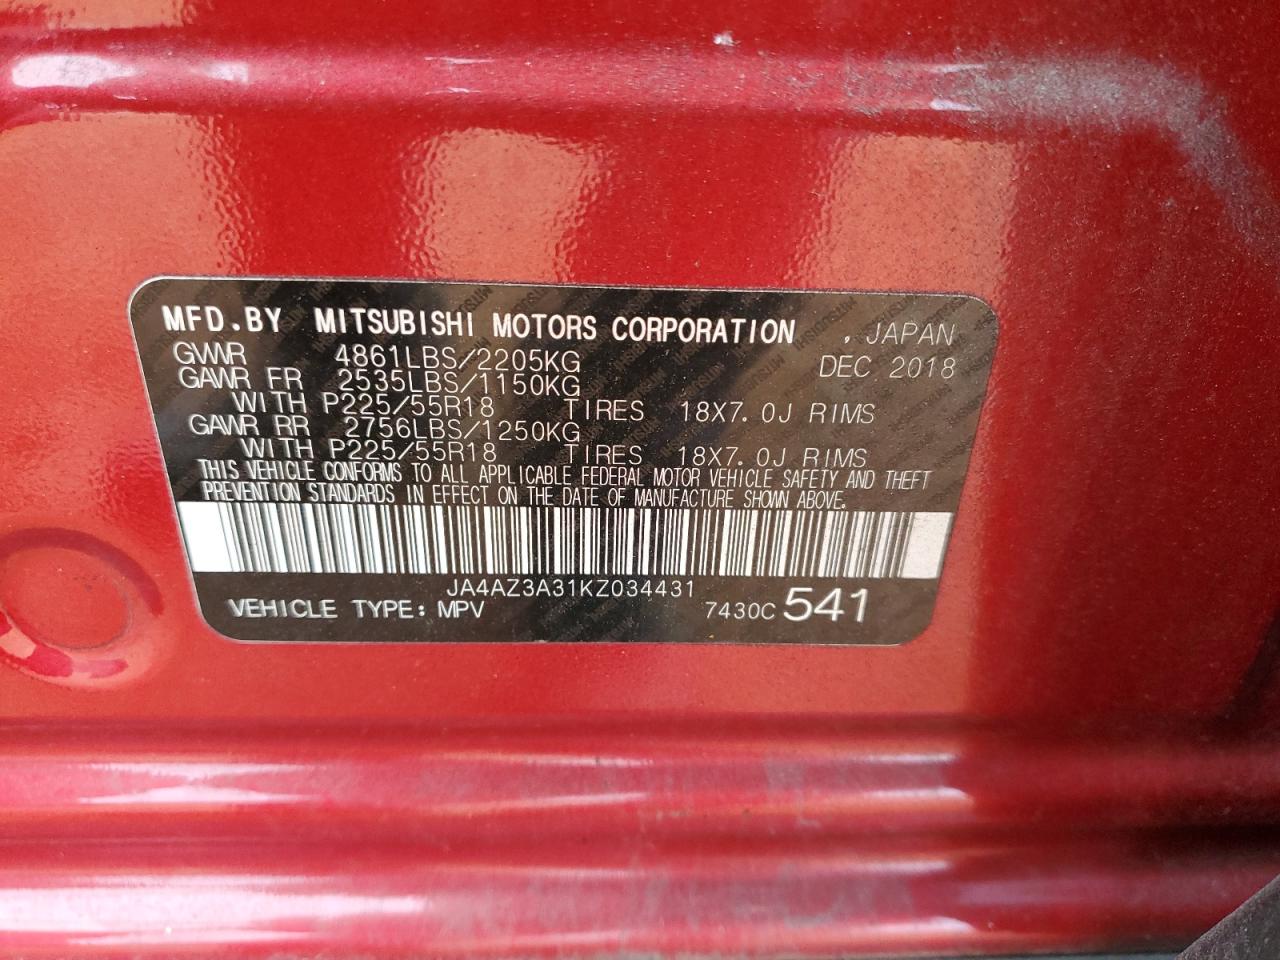 MFD.BY MITSUBISHI MOTORS CORPORATION , JAPAN
GVWR 4861LBS/2205KG DEC 2018
GAWR FR 2535LBS/1150KG
WITH P225/55R18 TIRES 18X7.0J RIMS
GAWR RR 2756LBS/1250KG
WITH P225/55R18 TIRES 18X7.0J RIMS
THIS VEHICLE CONFORMS TO ALL APPLICABLE FEDERAL MOTOR VEHICLE SAFETY AND THEFT
PREVENTION STANDARDS IN EFFECT ON THE DATE OF MANUFACTURE SHOWN ABOVE.
JA4AZ3A31KZ034431
VEHICLE TYPE: MPV 7430C 541